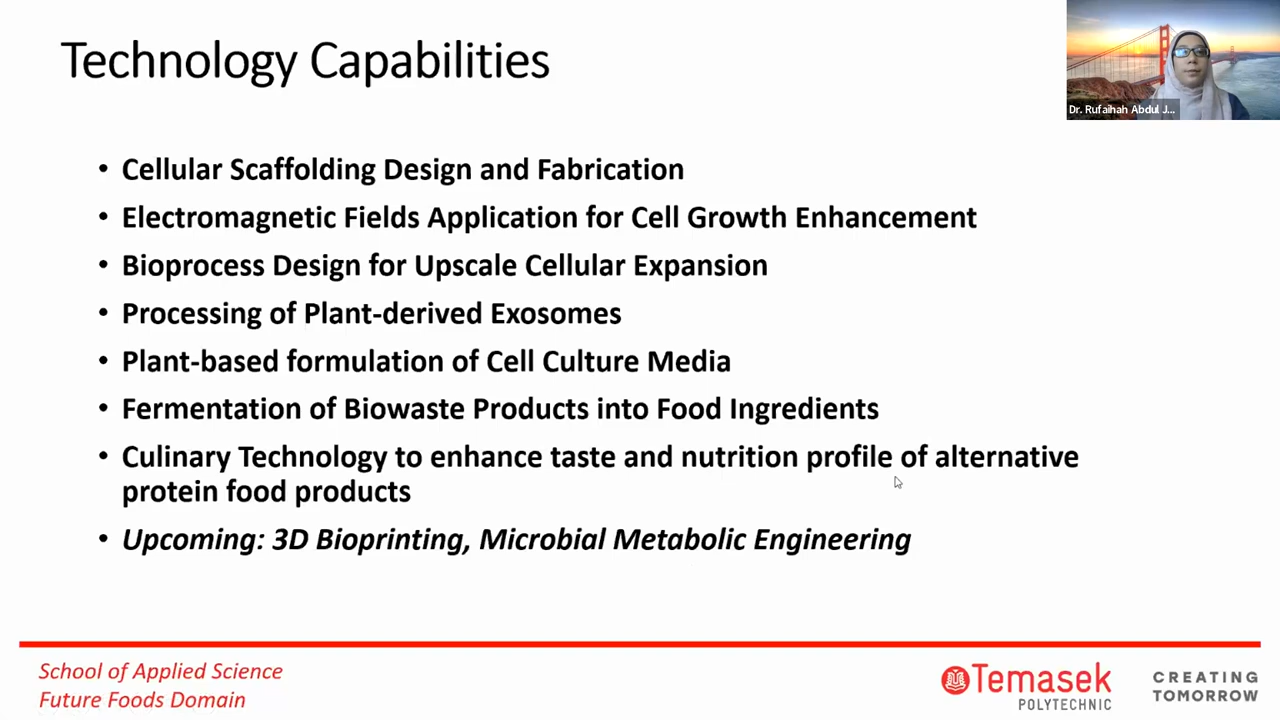 Technology Capabilities
Dr. Rufaihah Abdul J...
• Cellular Scaffolding Design and Fabrication
• Electromagnetic Fields Application for Cell Growth Enhancement
• Bioprocess Design for Upscale Cellular Expansion
• Processing of Plant-derived Exosomes
• Plant-based formulation of Cell Culture Media
• Fermentation of Biowaste Products into Food Ingredients
• Culinary Technology to enhance taste and nutrition profile of alternative
protein food products
• Upcoming: 3D Bioprinting, Microbial Metabolic Engineering
School of Applied Science
Future Foods Domain
Temasek
POLYTECHNIC
CREATING
TOMORROW